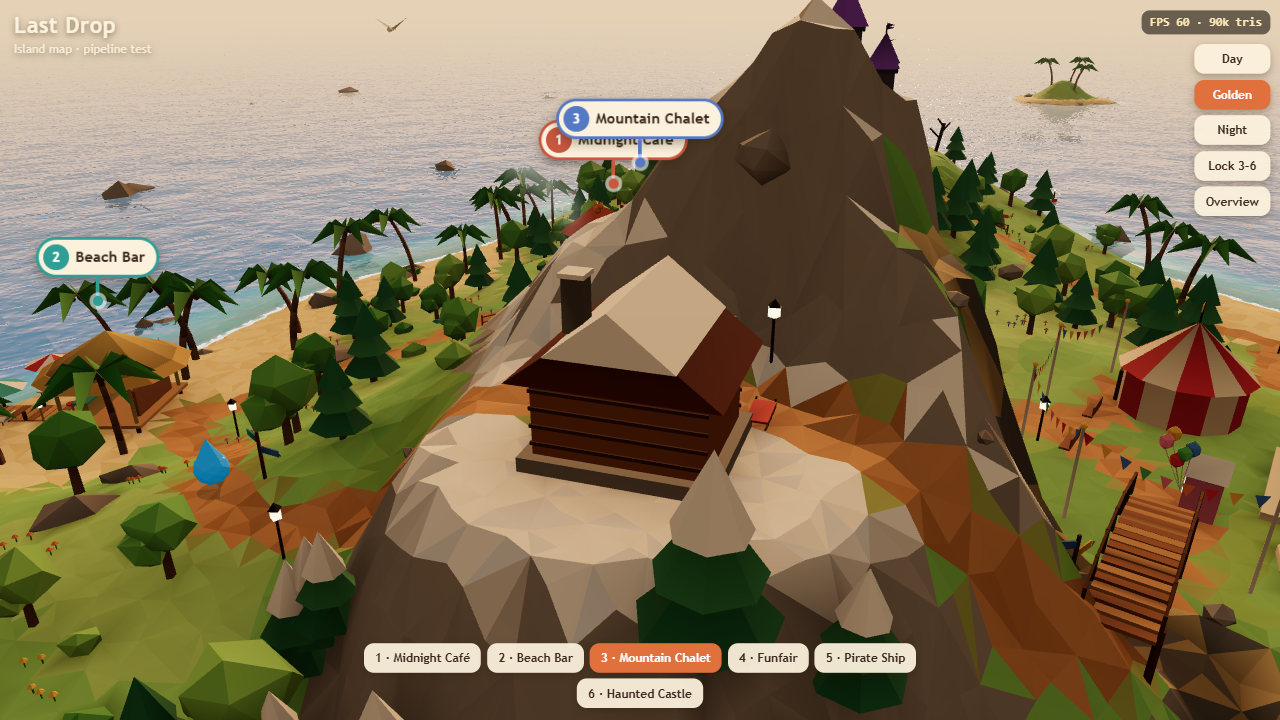 Last Drop
Island map · pipeline test
FPS 60 · 90k tris
Day
Golden
Night
Lock 3-6
Overview
3 Mountain Chalet
1 Midnight Café
2 Beach Bar
1 · Midnight Café
2 · Beach Bar
3 · Mountain Chalet
4 · Funfair
5 · Pirate Ship
6 · Haunted Castle